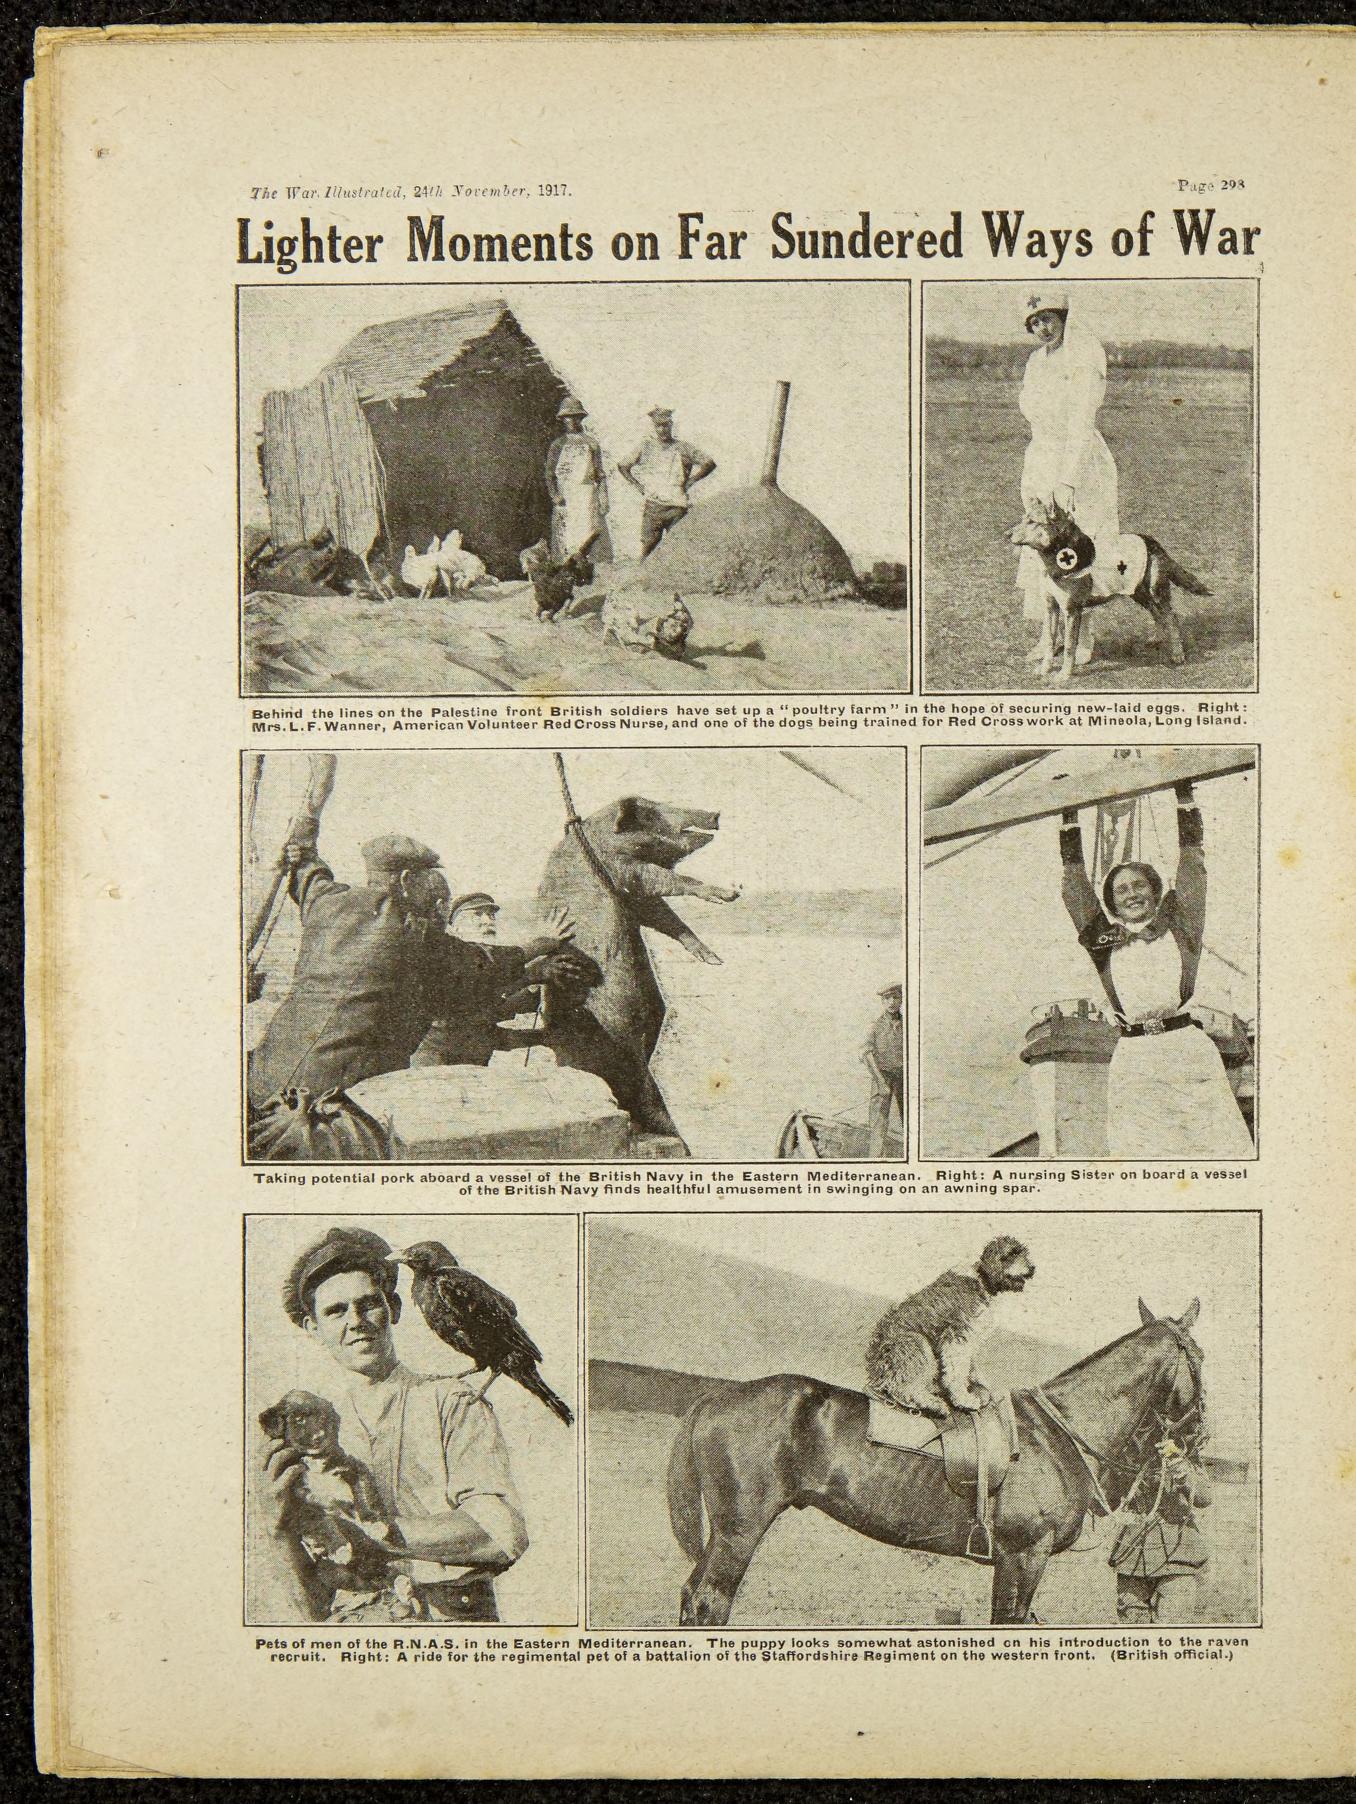 The War Illustrated, 24th November, 1917.
Page 293
Lighter Moments on Far Sundered Ways of War
Behind the lines on the Palestine front British soldiers have set up a “poultry farm” in the hope of securing new-laid eggs. Right:
Mrs. L. F. Wanner, American Volunteer Red Cross Nurse, and one of the dogs being trained for Red Cross work at Mineola, Long Island.
Taking potential pork aboard a vessel of the British Navy in the Eastern Mediterranean. Right: A nursing Sister on board a vessel
of the British Navy finds healthful amusement in swinging on an awning spar.
Pets of men of the R.N.A.S. in the Eastern Mediterranean. The puppy looks somewhat astonished on his introduction to the raven
recruit. Right: A ride for the regimental pet of a battalion of the Staffordshire Regiment on the western front. (British official.)